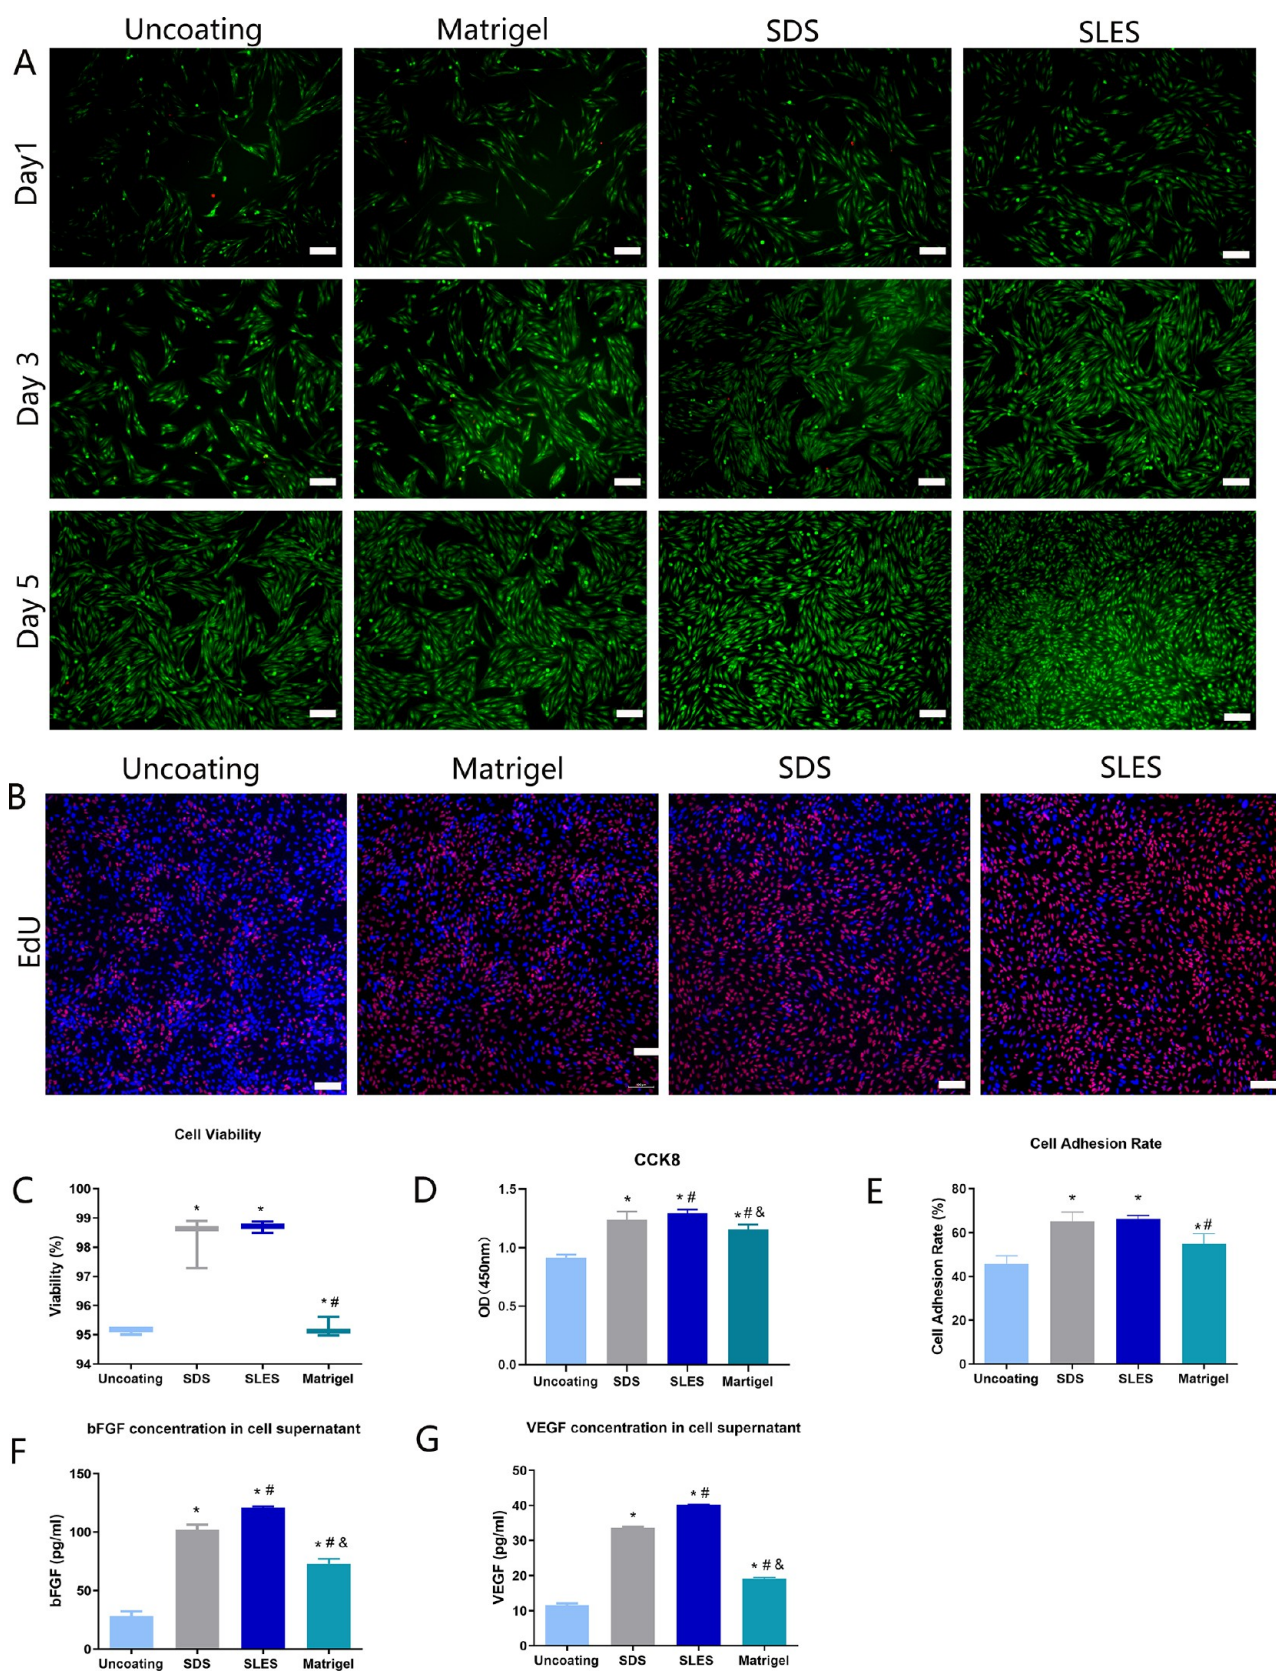 Uncoating Matrigel SDS SLES
A
Day1
Day 3
Day 5
Uncoating Matrigel SDS SLES
B
EdU
C
Cell Viability
Viability (%)
100
99
98
97
96
95
94
* * * #
Uncoating SDS SLES Matrigel
D
CCK8
OD(450nm)
1.5
1.0
0.5
0.0
* * # * # &
Uncoating SDS SLES Martigel
E
Cell Adhesion Rate
Cell Adhesion Rate (%)
80
60
40
20
0
* * * #
Uncoating SDS SLES Matrigel
F
bFGF concentration in cell supernatant
bFGF (pg/ml)
150
100
50
0
* * # * # &
Uncoating SDS SLES Matrigel
G
VEGF concentration in cell supernatant
VEGF (pg/ml)
50
40
30
20
10
0
* * # * # &
Uncoating SDS SLES Matrigel